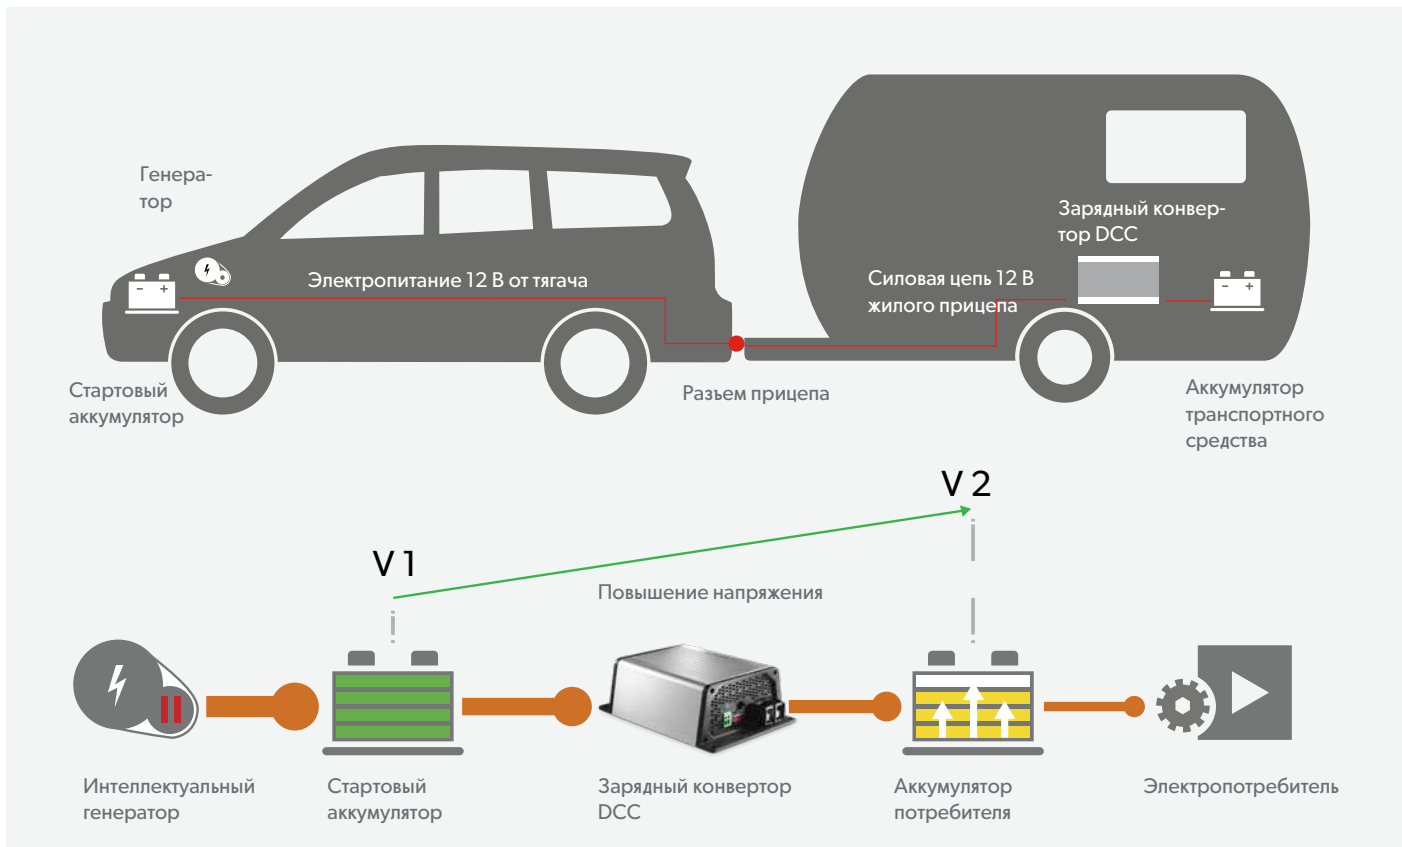 Генера-
тор
Зарядный конвер-
тор DCC
Электропитание 12 В от тягача
Силовая цепь 12 В
жилого прицепа
Стартовый
аккумулятор
Разъем прицепа
Аккумулятор
транспортного
средства
V 2
V 1
Повышение напряжения
Интеллектуальный
генератор
Стартовый
аккумулятор
Зарядный конвертор
DCC
Аккумулятор
потребителя
Электропотребитель